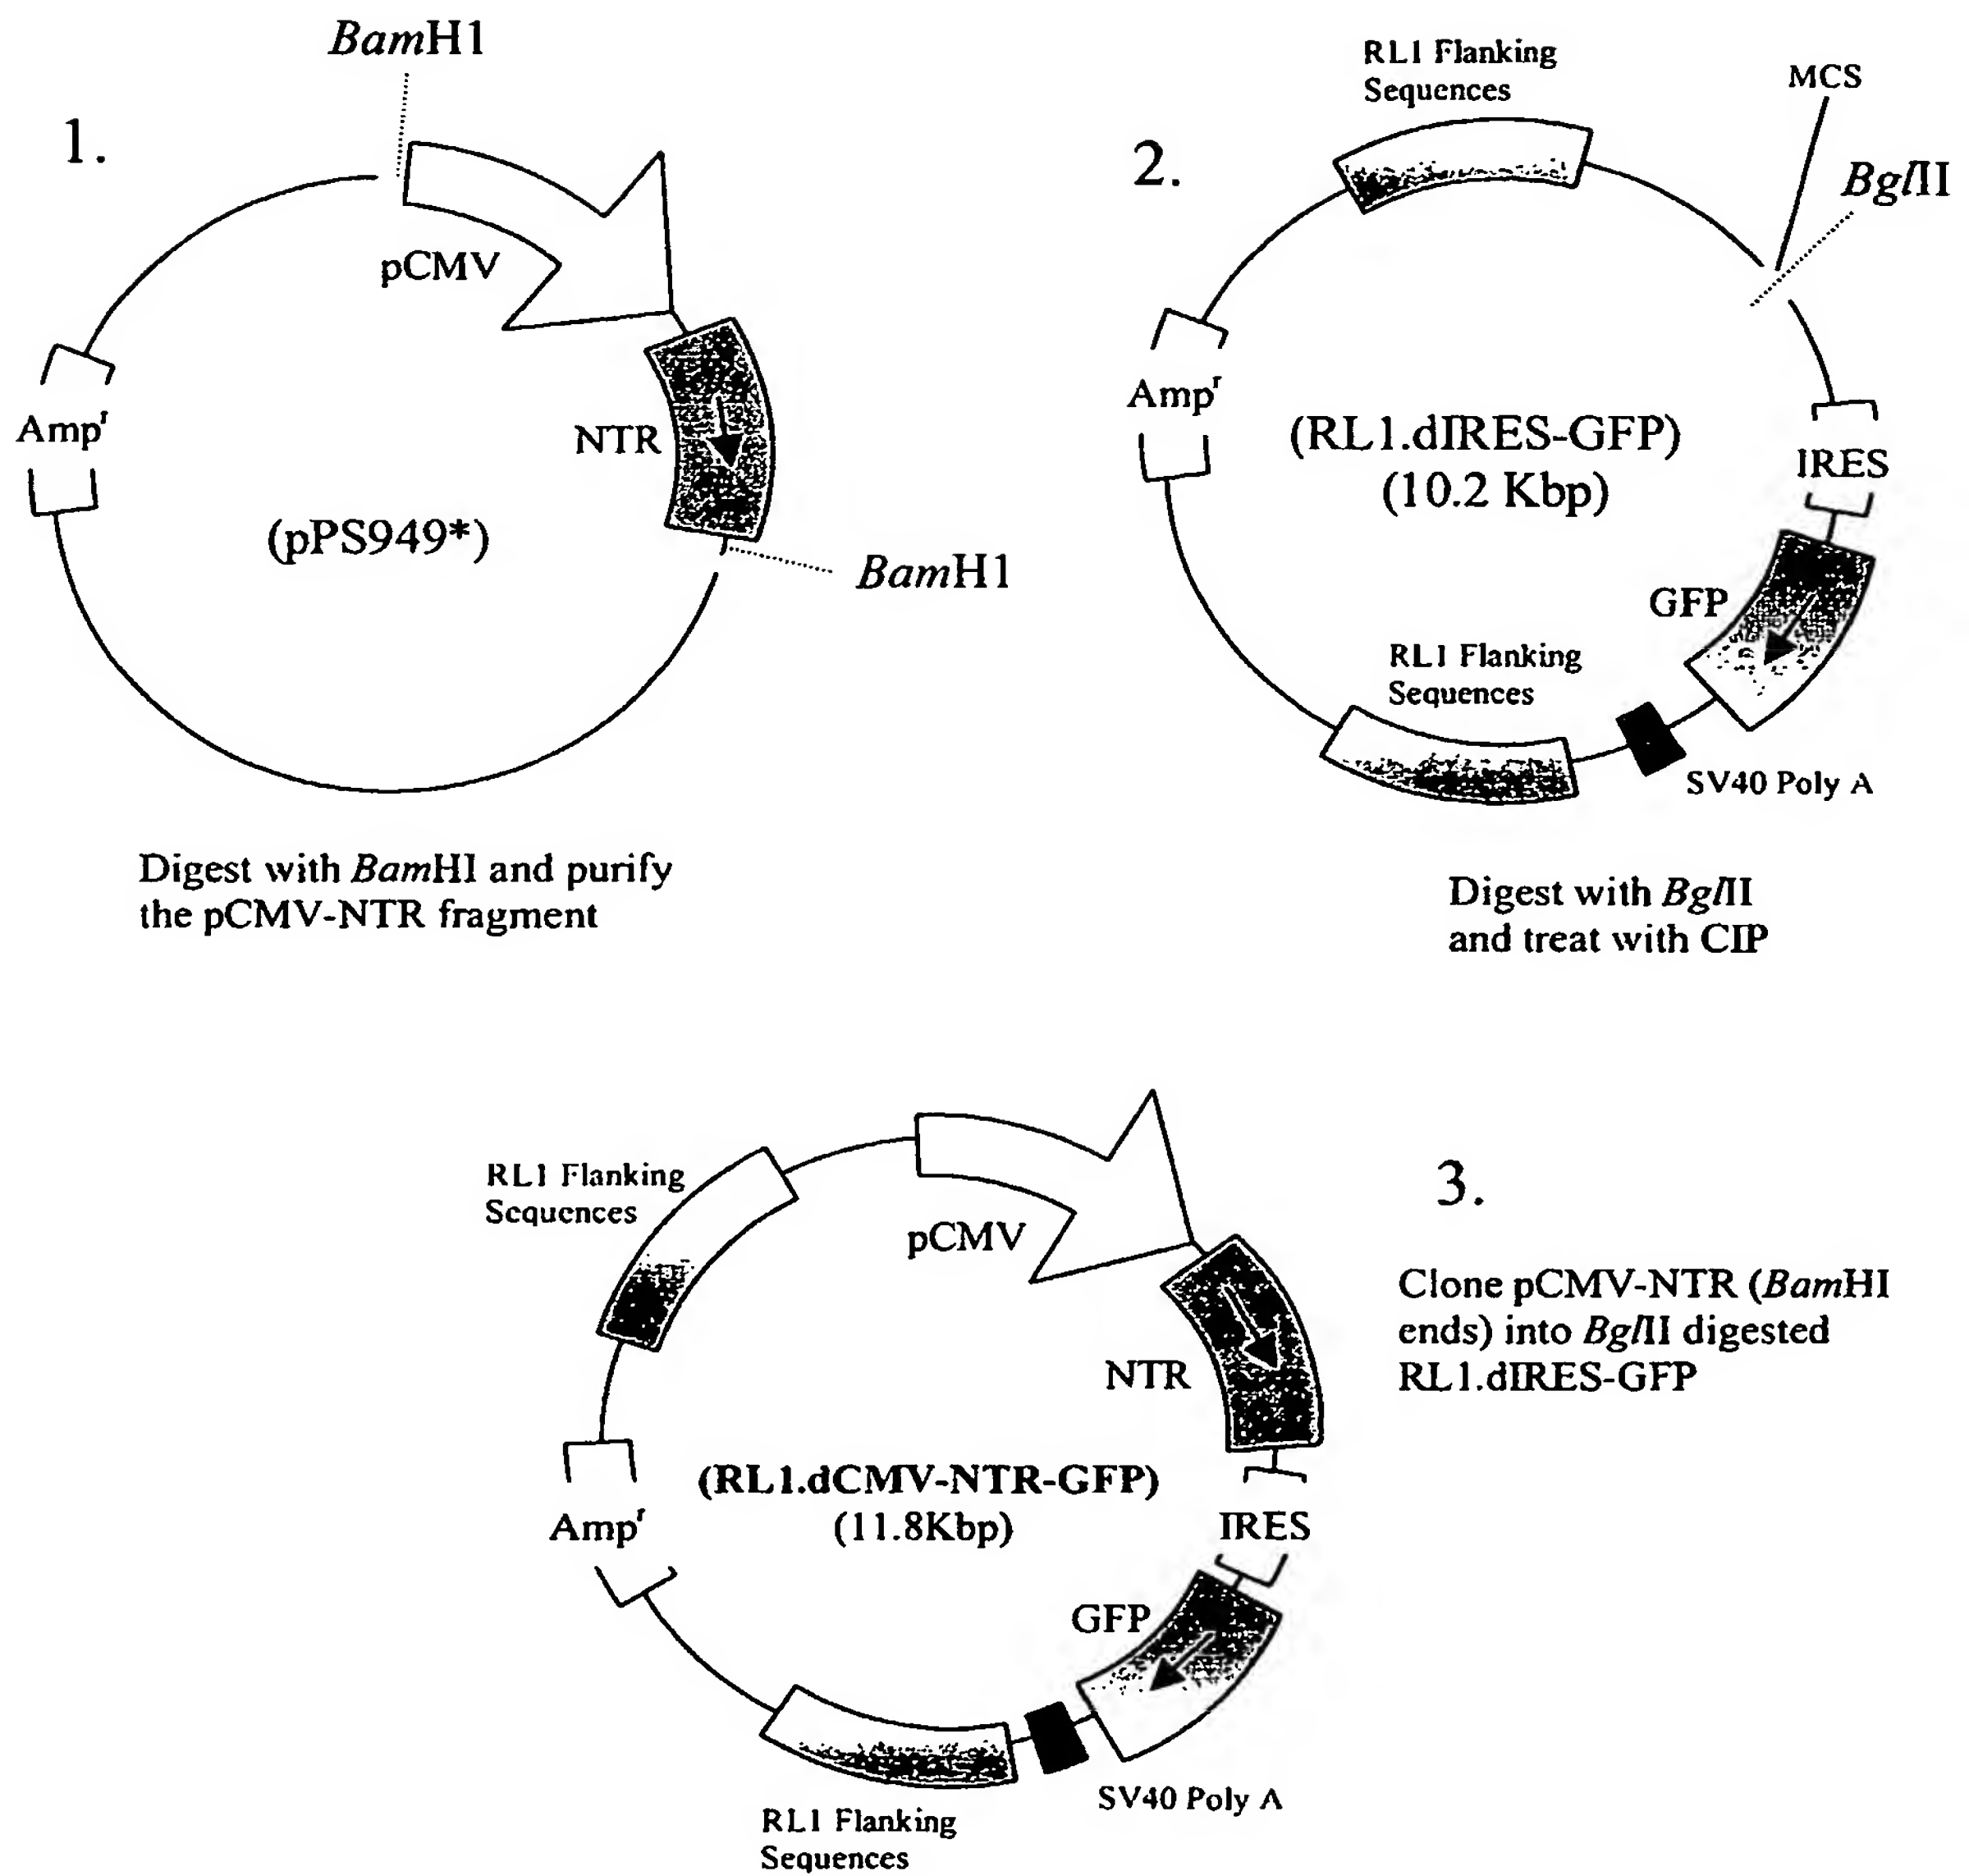 BamH1
1.
pCMV
Ampr
NTR
(pPS949*)
BamH1
Digest with BamHI and purify
the pCMV-NTR fragment
RL1 Flanking
Sequences
MCS
2.
BglII
Ampr
(RL1.dIRES-GFP)
(10.2 Kbp)
IRES
GFP
RL1 Flanking
Sequences
SV40 Poly A
Digest with BglII
and treat with CIP
RL1 Flanking
Sequences
pCMV
3.
Clone pCMV-NTR (BamHI
ends) into BglII digested
RL1.dIRES-GFP
NTR
(RL1.dCMV-NTR-GFP)
(11.8Kbp)
Ampr
IRES
GFP
SV40 Poly A
RL1 Flanking
Sequences